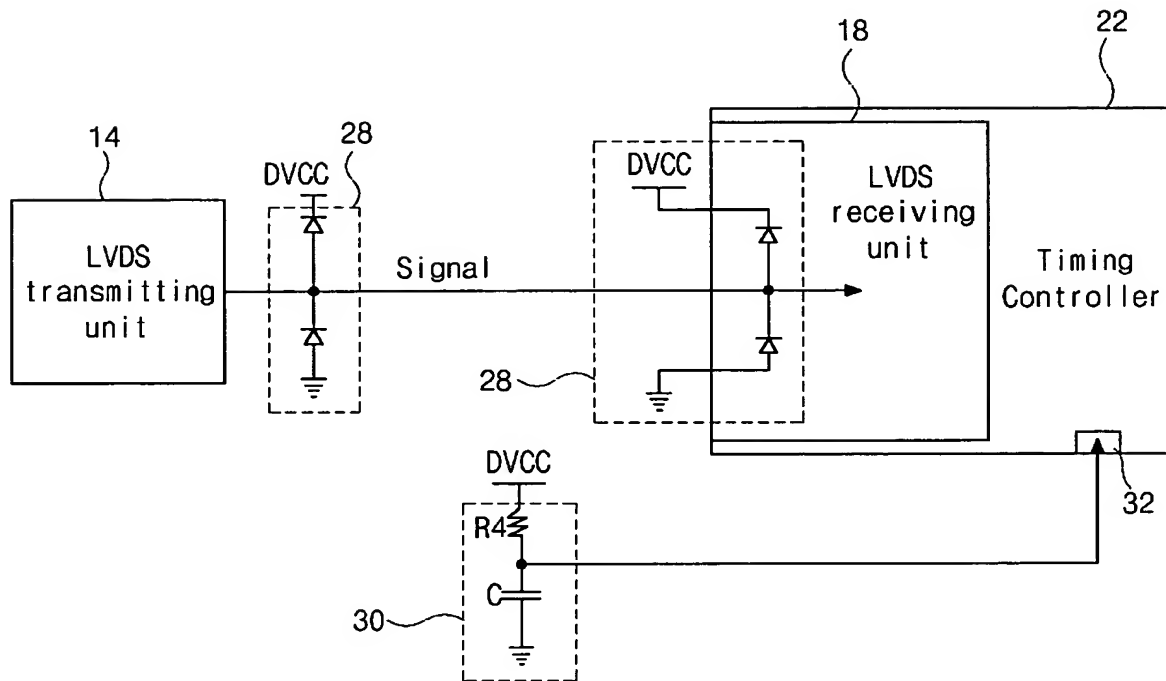 22
18
14
28
DVCC
DVCC
LVDS
receiving
unit
LVDS
transmitting
unit
Signal
Timing
Controller
28
DVCC
32
R4
C
30